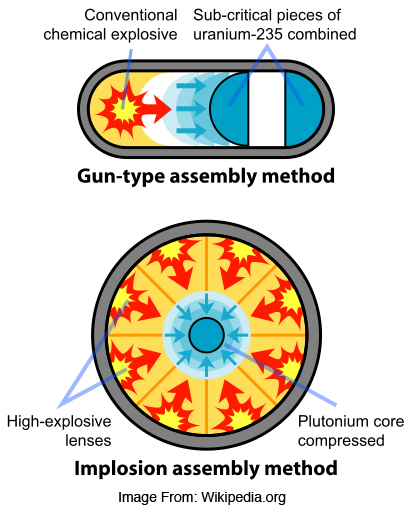 Conventional
chemical explosive
Sub-critical pieces of
uranium-235 combined
Gun-type assembly method
High-explosive
lenses
Plutonium core
compressed
Implosion assembly method
Image From: Wikipedia.org